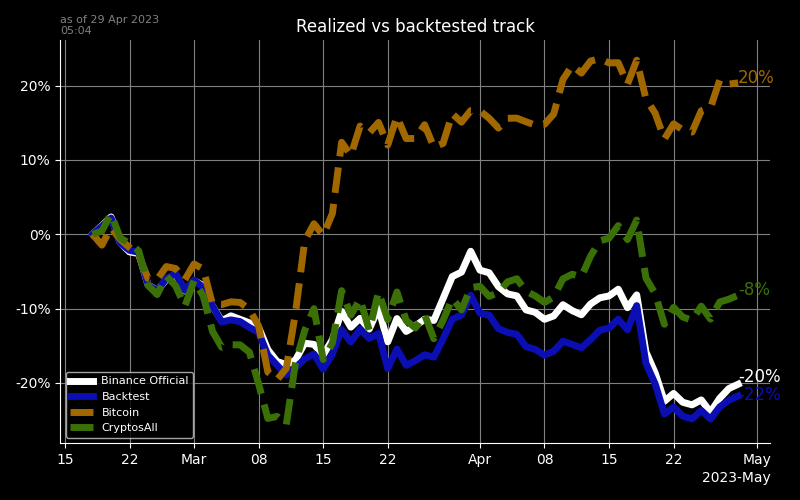 as of 29 Apr 2023
05:04
Realized vs backtested track
20%
10%
0%
-10%
-20%
20%
-8%
-20%
-22%
Binance Official
Backtest
Bitcoin
CryptosAll
15 22 Mar 08 15 22 Apr 08 15 22 May
2023-May